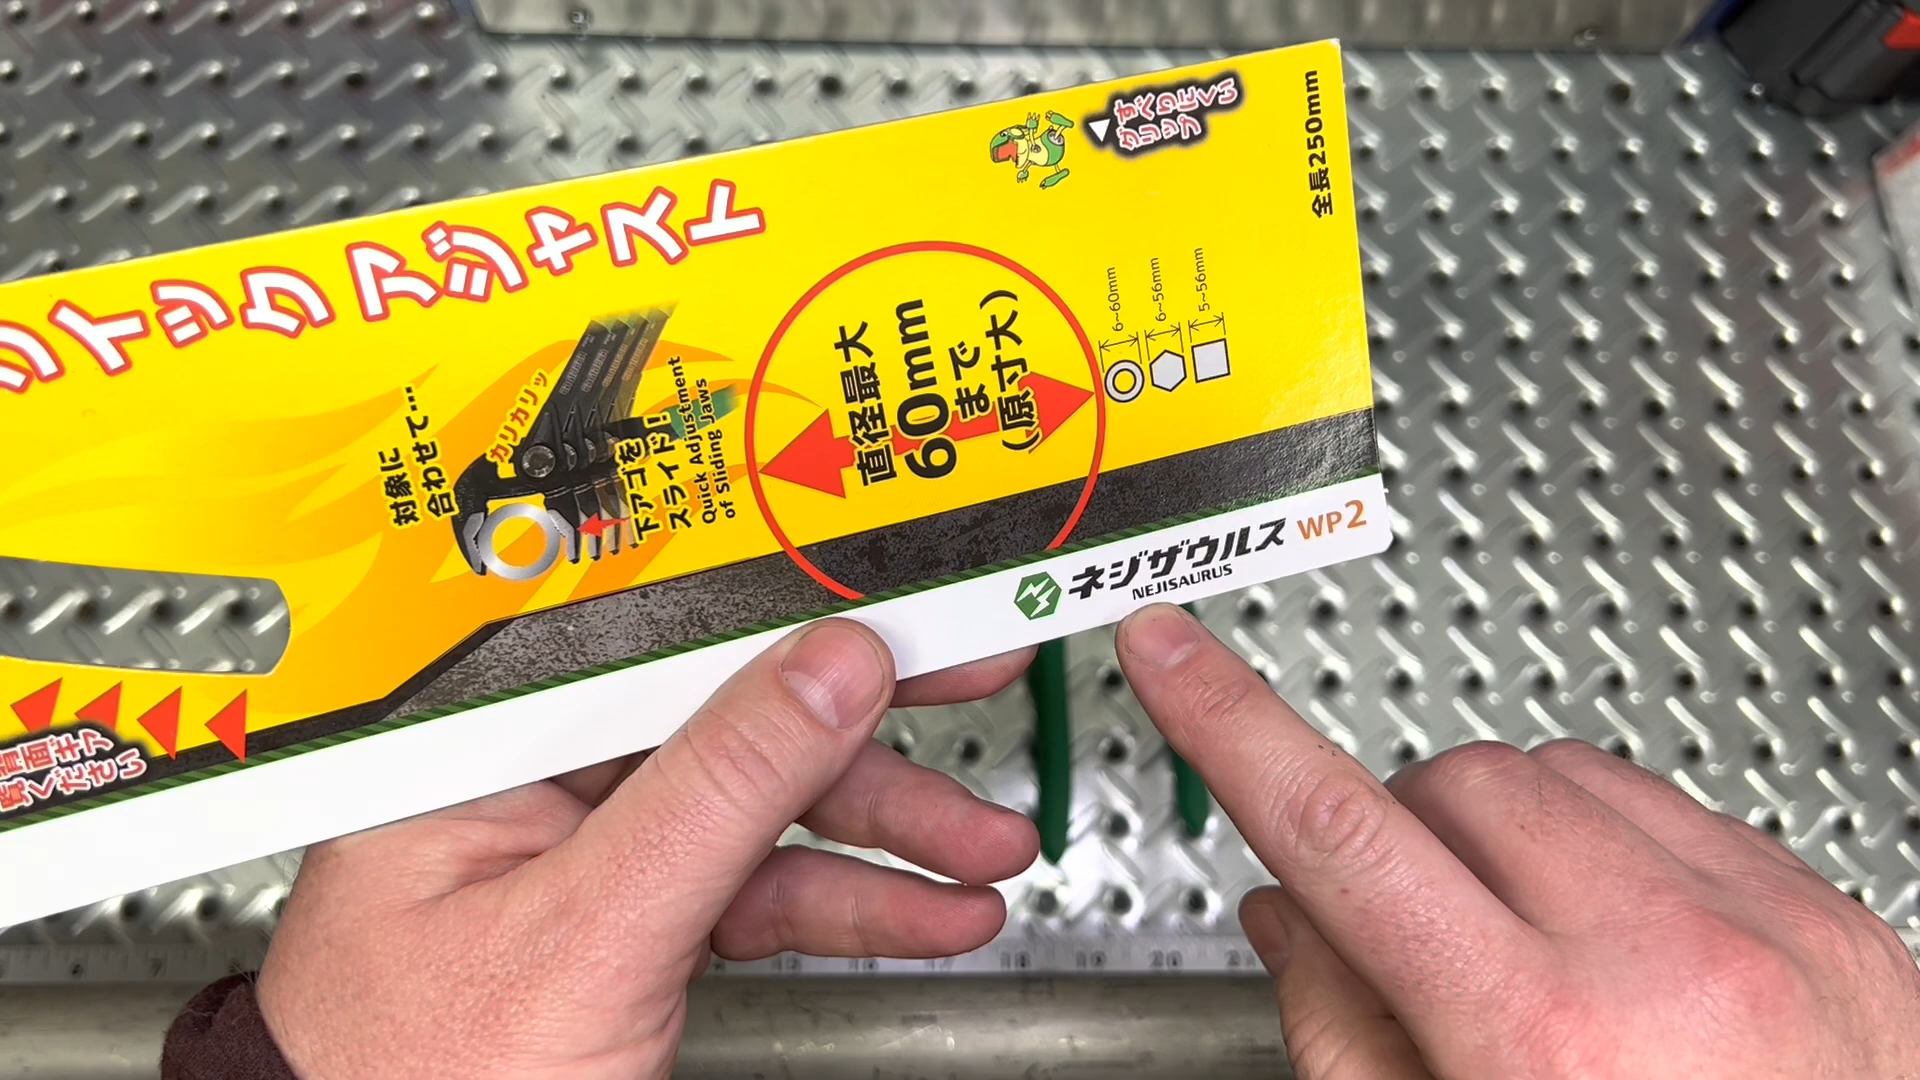 クイック アジャスト
対象に
合わせて…
カリカリッ
下アゴを
スライド!
Quick Adjustment
of Sliding Jaws
直径最大
60mm
まで
(原寸大)
6~60mm
6~56mm
5~56mm
すべりにくい
グリップ
全長250mm
ネジザウルス WP2
NEJISAURUS
背面も
覧ください